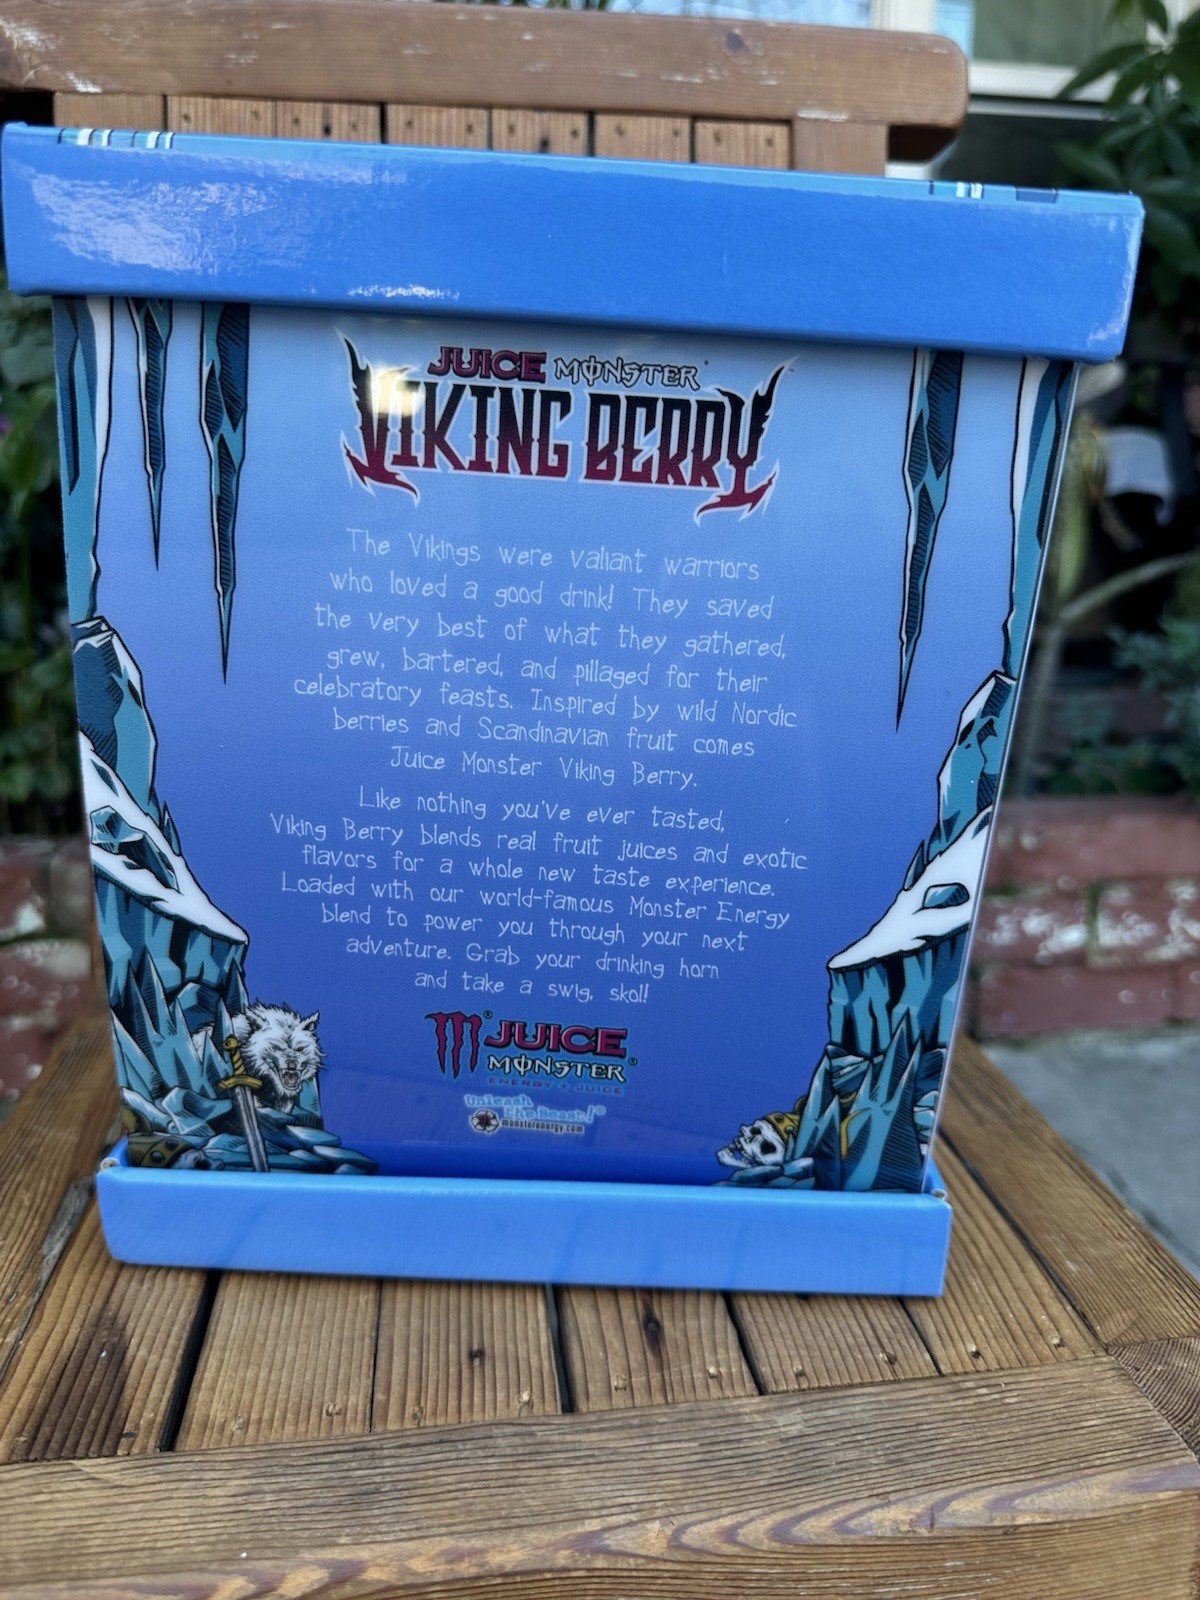 JUICE MONSTER
VIKING BERRY
The Vikings were valiant warriors
who loved a good drink! They saved
the very best of what they gathered,
grew, bartered, and pillaged for their
celebratory feasts. Inspired by wild Nordic
berries and Scandinavian fruit comes
Juice Monster Viking Berry.
Like nothing you've ever tasted,
Viking Berry blends real fruit juices and exotic
flavors for a whole new taste experience.
Loaded with our world-famous Monster Energy
blend to power you through your next
adventure. Grab your drinking horn
and take a swig, skol!
JUICE
MONSTER®
ENERGY + JUICE
Unleash
the Beast!®
monsterenergy.com